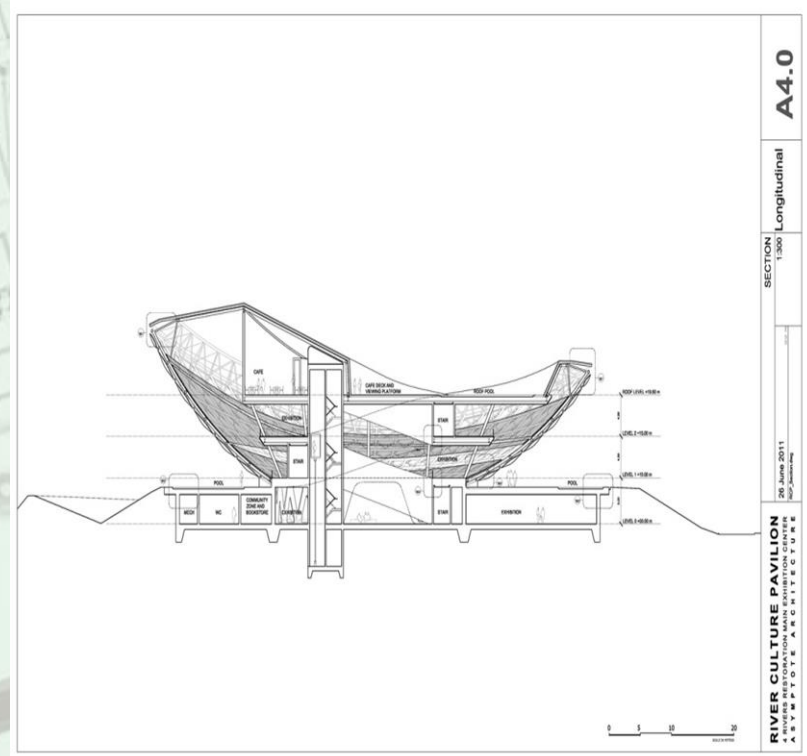 CAFE
CAFE DECK AND
VIEWING PLATFORM
ROOF POOL
EXHIBITION
STAIR
STAIR
EXHIBITION
POOL
POOL
MECH
WC
COMMUNITY
ZONE AND
BOOKSTORE
EXHIBITION
STAIR
EXHIBITION
0 5 10 20
A4.0
Longitudinal
SECTION
1:300
26 June 2011
RIVER CULTURE PAVILION
4 RIVERS RESTORATION MAIN EXHIBITION CENTER
ASYMPTOTE ARCHITECTURE